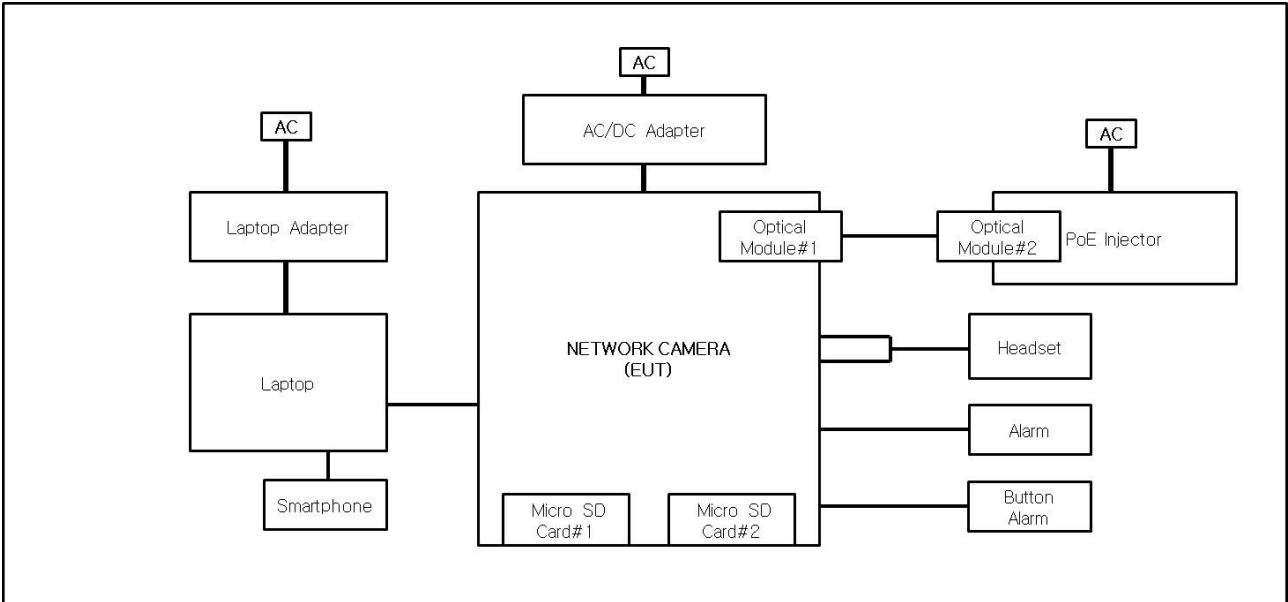 AC
AC/DC Adapter
AC
AC
Laptop Adapter
Optical
Module#1
Optical
Module#2
PoE Injector
NETWORK CAMERA
(EUT)
Headset
Laptop
Alarm
Smartphone
Micro SD
Card#1
Micro SD
Card#2
Button
Alarm